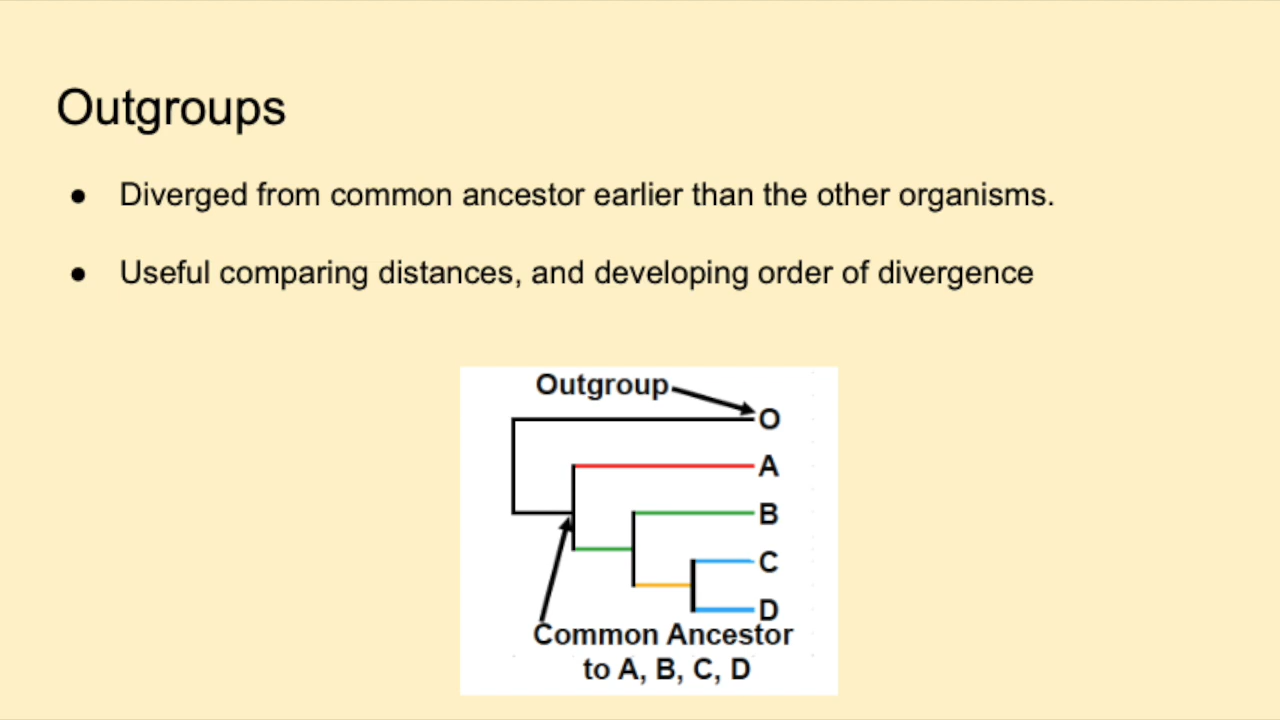 Outgroups
● Diverged from common ancestor earlier than the other organisms.
● Useful comparing distances, and developing order of divergence
Outgroup
O
A
B
C
D
Common Ancestor
to A, B, C, D